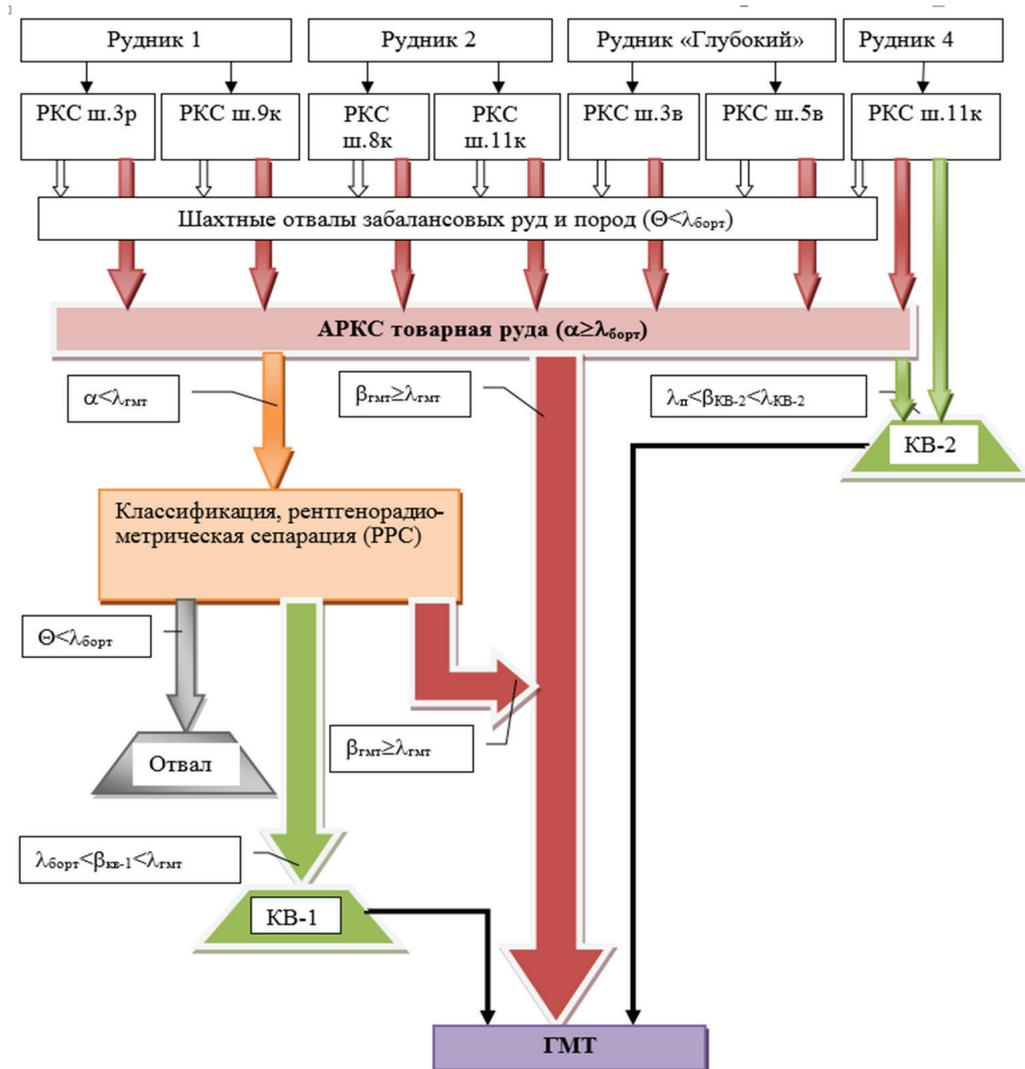 Рудник 1
Рудник 2
Рудник «Глубокий»
Рудник 4
РКС ш.3р
РКС ш.9к
РКС
ш.8к
РКС
ш.11к
РКС ш.3в
РКС ш.5в
РКС ш.11к
Шахтные отвалы забалансовых руд и пород (Θ<λборт)
АРКС товарная руда (α≥λборт)
α<λгмт
βгмт≥λгмт
λп<βКВ-2<λКВ-2
КВ-2
Классификация, рентгенорадио-
метрическая сепарация (РРС)
Θ<λборт
βгмт≥λгмт
Отвал
λборт<βкв-1<λгмт
КВ-1
ГМТ